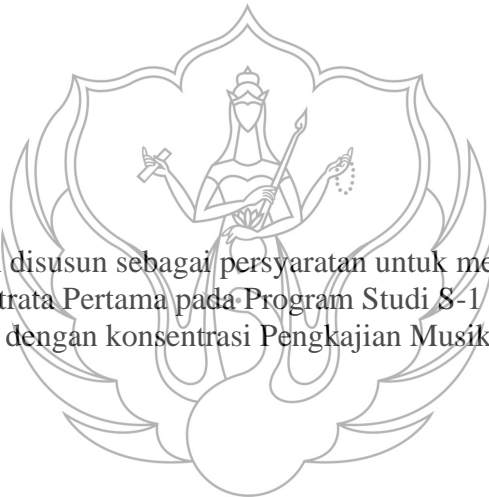 disusun sebagai persyaratan untuk me
trata Pertama pada Program Studi S-1
dengan konsentrasi Pengkajian Musik